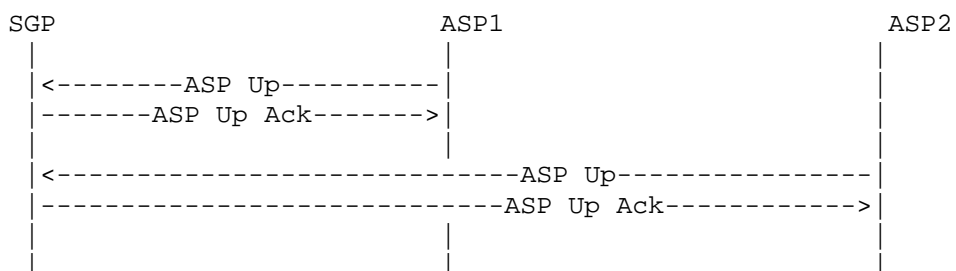 SGP ASP1 ASP2
| | |
|<--------ASP Up----------| |
|-------ASP Up Ack------->| |
| | |
|<-----------------------------ASP Up----------------|
|-----------------------------ASP Up Ack------------>|
| | |
| | |